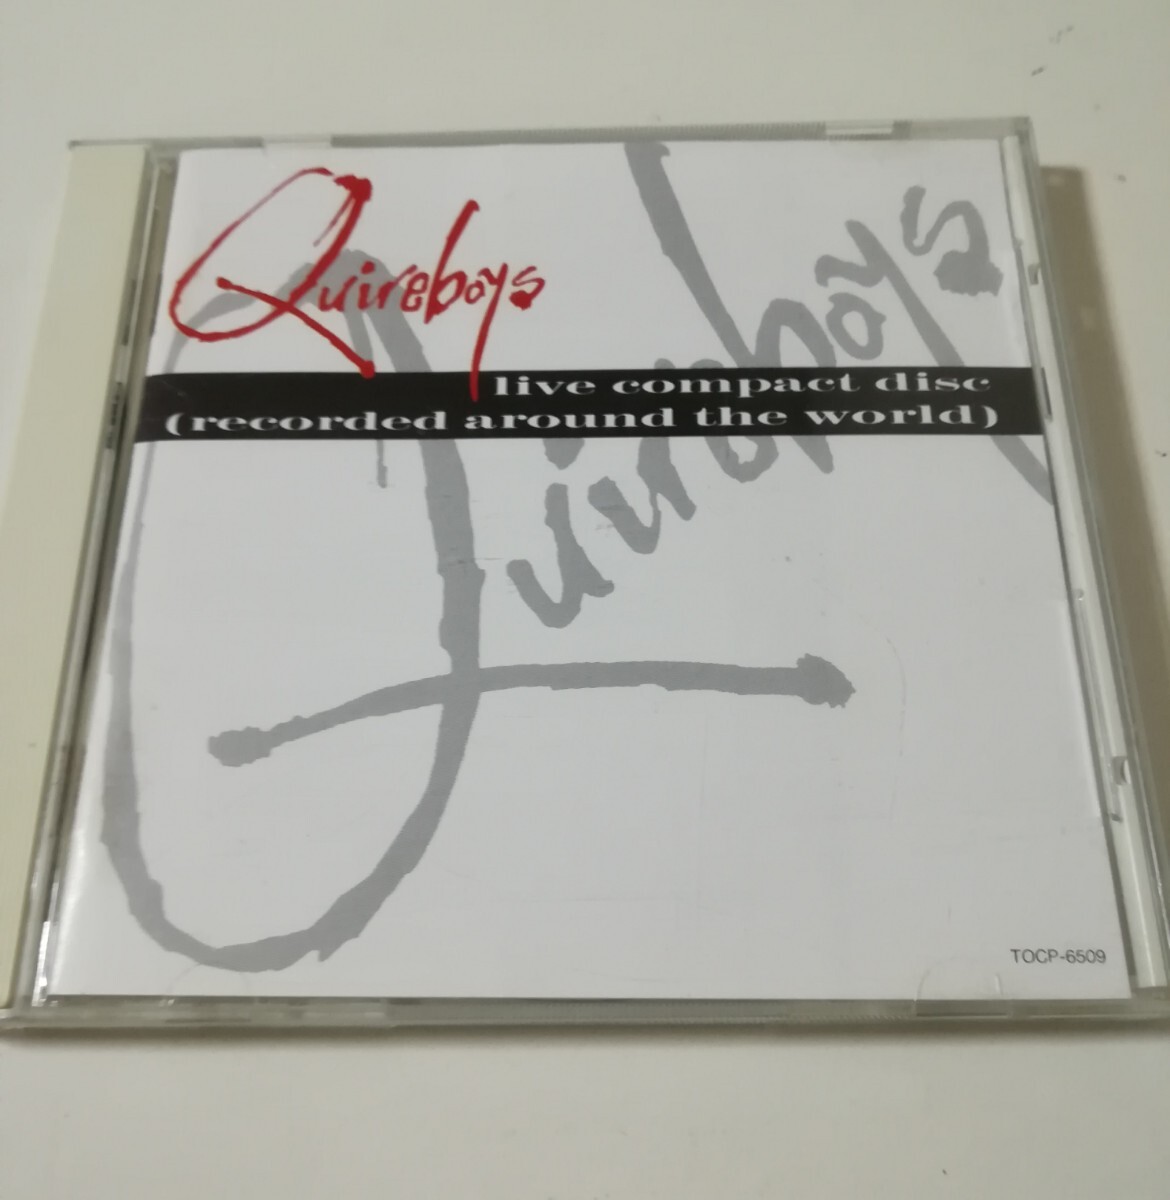 Quireboys
Quireboys
live compact disc
(recorded around the world)
TOCP-6509